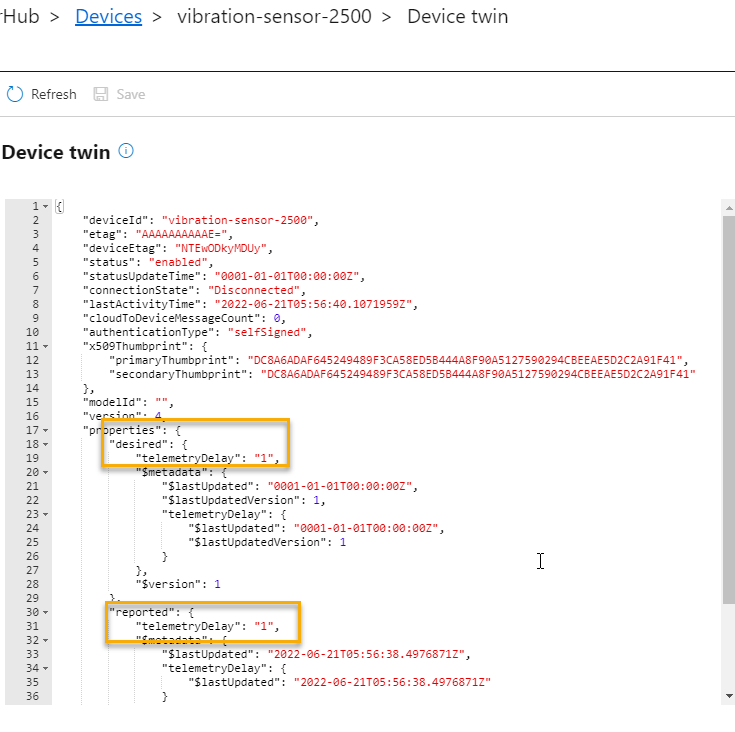 rHub > Devices > vibration-sensor-2500 > Device twin
Refresh Save
Device twin
1 {
2 "deviceId": "vibration-sensor-2500",
3 "etag": "AAAAAAAAAAE=",
4 "deviceEtag": "NTEwODkyMDUy",
5 "status": "enabled",
6 "statusUpdateTime": "0001-01-01T00:00:00Z",
7 "connectionState": "Disconnected",
8 "lastActivityTime": "2022-06-21T05:56:40.1071959Z",
9 "cloudToDeviceMessageCount": 0,
10 "authenticationType": "selfSigned",
11 "x509Thumbprint": {
12 "primaryThumbprint": "DC8A6ADAF645249489F3CA58ED5B444A8F90A5127590294CBEEAE5D2C2A91F41",
13 "secondaryThumbprint": "DC8A6ADAF645249489F3CA58ED5B444A8F90A5127590294CBEEAE5D2C2A91F41"
14 },
15 "modelId": "",
16 "version": 4,
17 "properties": {
18 "desired": {
19 "telemetryDelay": "1",
20 "$metadata": {
21 "$lastUpdated": "0001-01-01T00:00:00Z",
22 "$lastUpdatedVersion": 1,
23 "telemetryDelay": {
24 "$lastUpdated": "0001-01-01T00:00:00Z",
25 "$lastUpdatedVersion": 1
26 }
27 },
28 "$version": 1
29 },
30 "reported": {
31 "telemetryDelay": "1",
32 "$metadata": {
33 "$lastUpdated": "2022-06-21T05:56:38.4976871Z",
34 "telemetryDelay": {
35 "$lastUpdated": "2022-06-21T05:56:38.4976871Z"
36 }